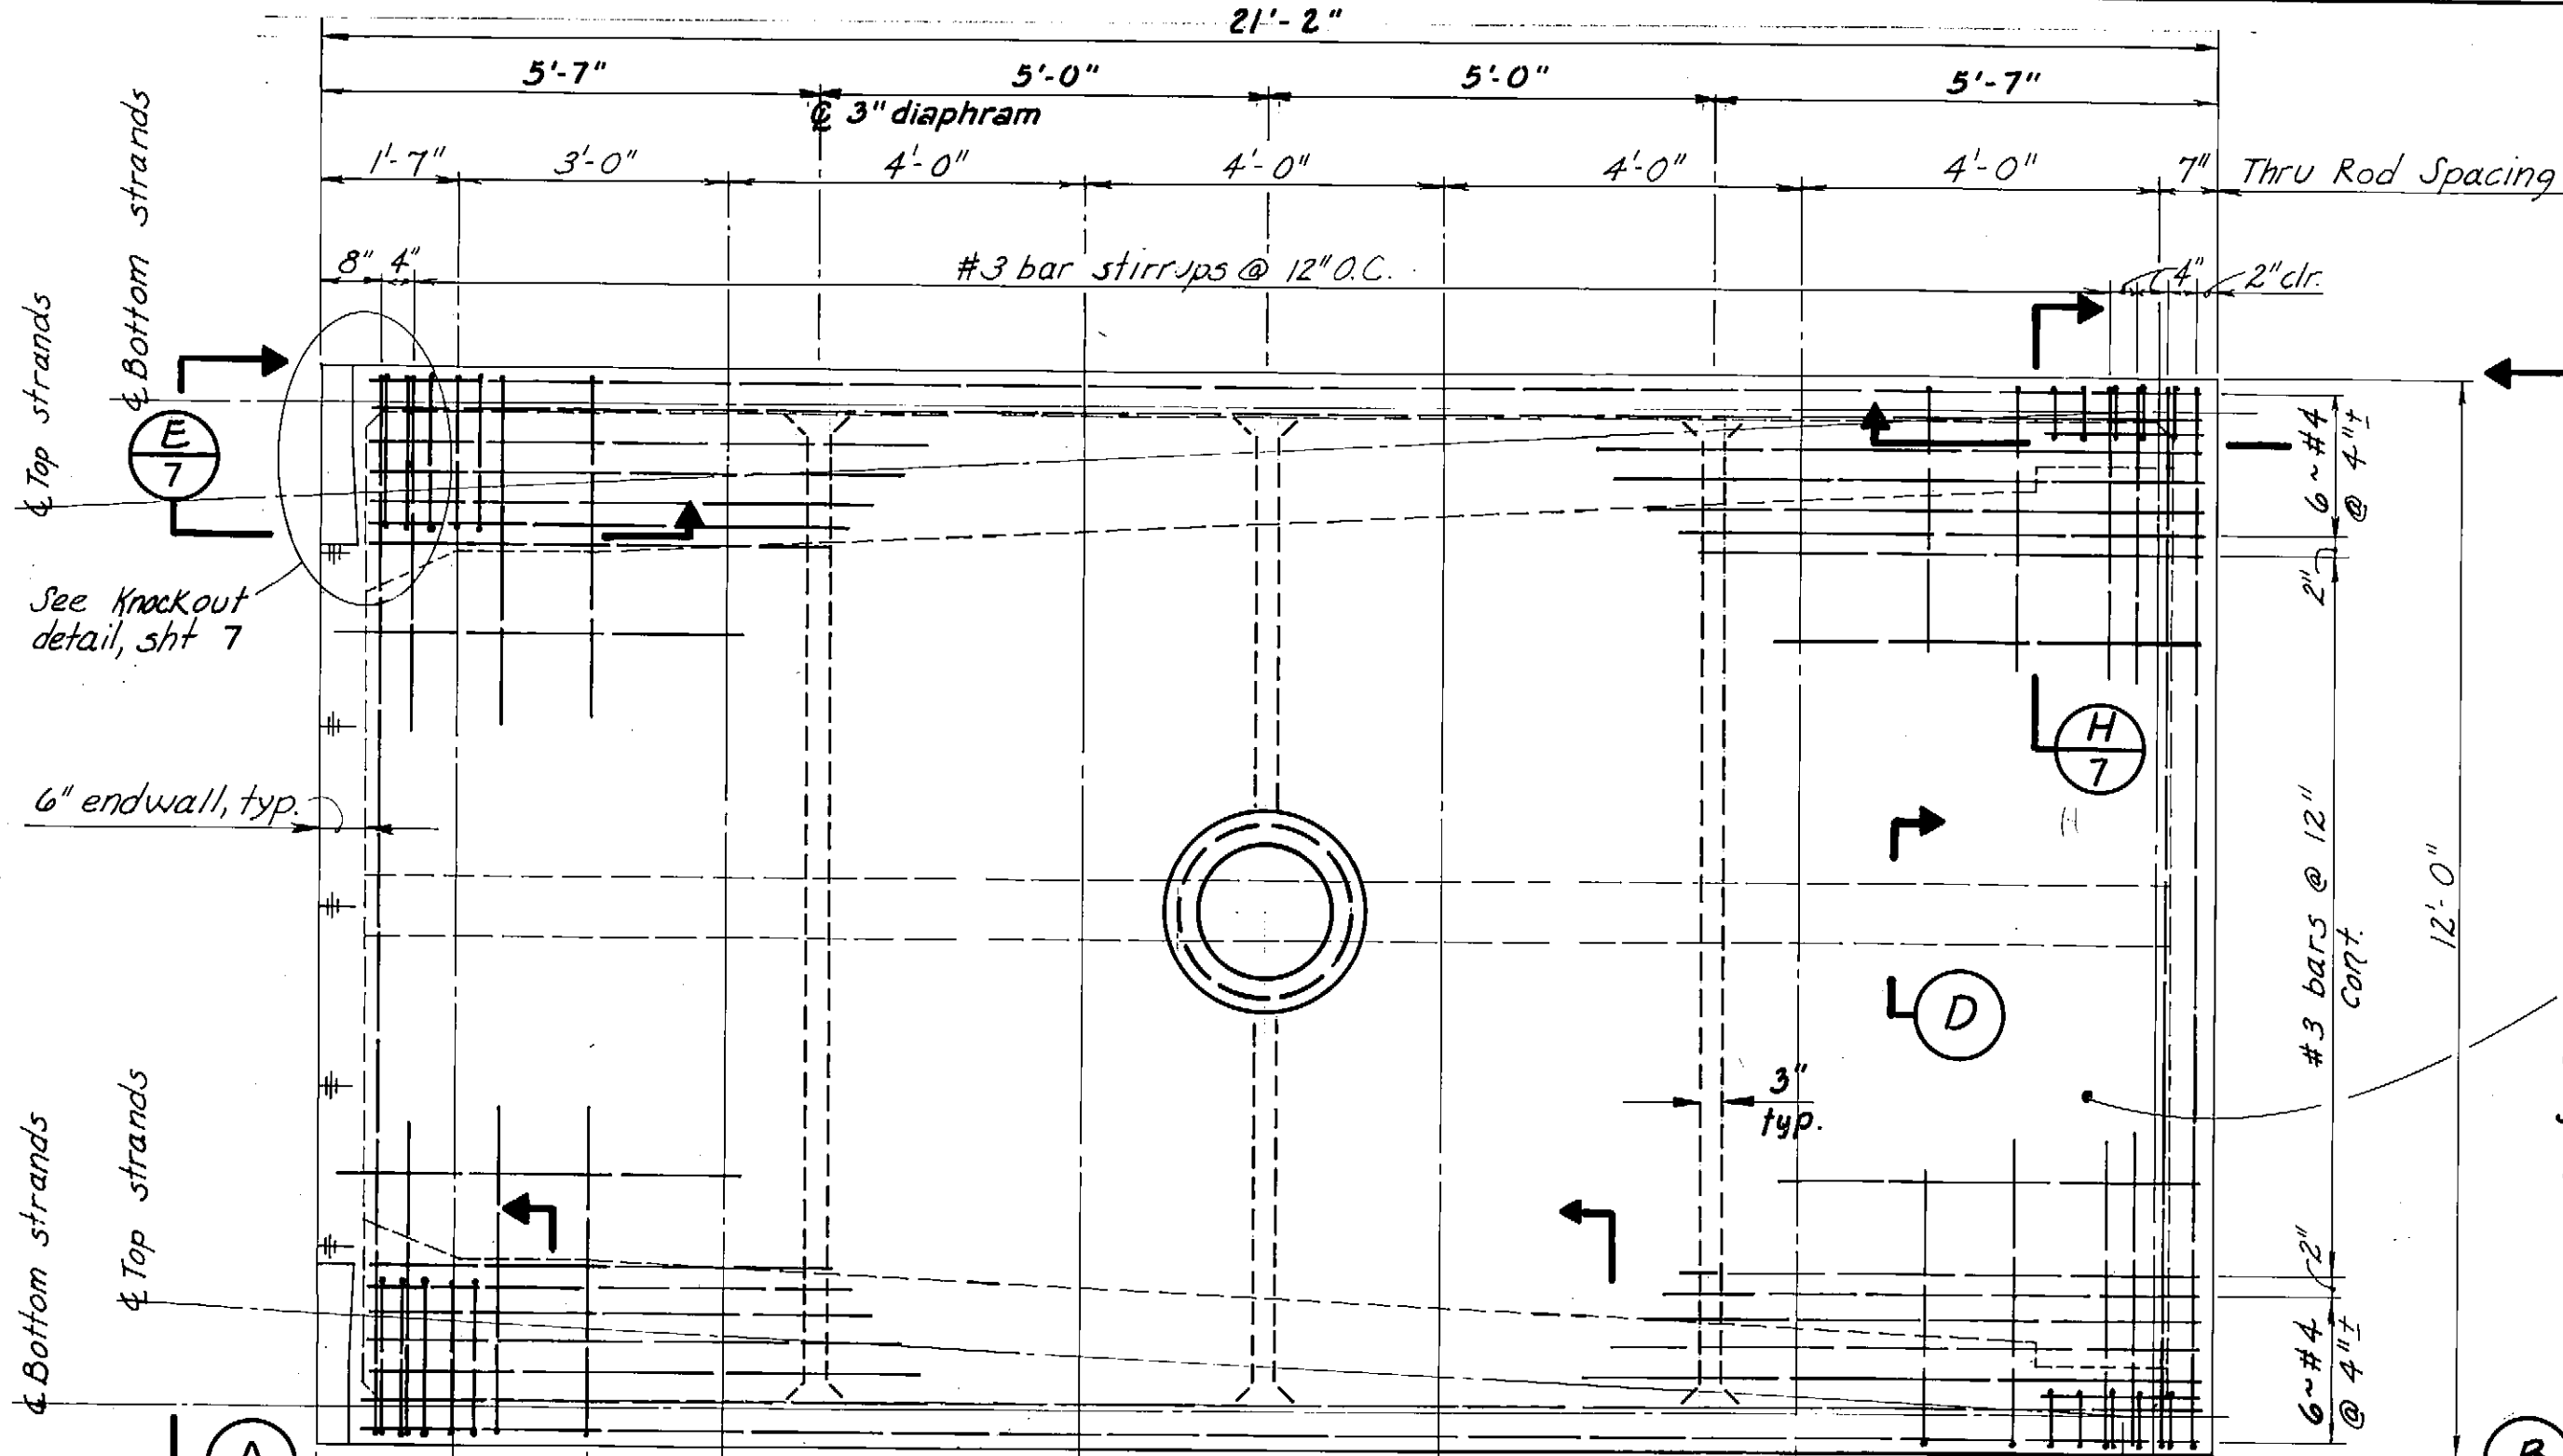 21'-2"
5'-7" 5'-0" 5'-0" 5'-7"
℄ 3" diaphram
1'-7" 3'-0" 4'-0" 4'-0" 4'-0" 4'-0" 7" Thru Rod Spacing
8" 4" #3 bar stirrups @ 12" O.C. 4" 2" clr.
℄ Top strands
℄ Bottom strands
E
7
See Knockout
detail, sht 7
6" endwall, typ.
6~#4
@ 4"±
2"
H
7
H
#3 bars @ 12"
cont.
12'-0"
D
3"
typ.
℄ Bottom strands
℄ Top strands
2"
6~#4
@ 4"±
A
B